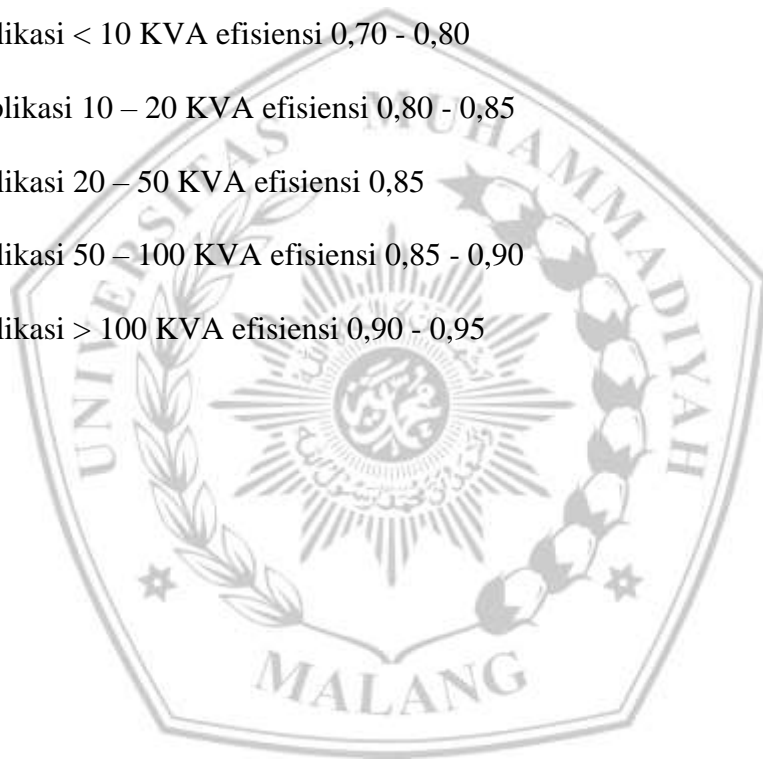 likasi < 10 KVA efisiensi 0,70 - 0,80
plikasi 10 – 20 KVA efisiensi 0,80 - 0,85
likasi 20 – 50 KVA efisiensi 0,85
likasi 50 – 100 KVA efisiensi 0,85 - 0,90
likasi > 100 KVA efisiensi 0,90 - 0,95
UNIVERSITAS MUHAMMADIYAH
MALANG